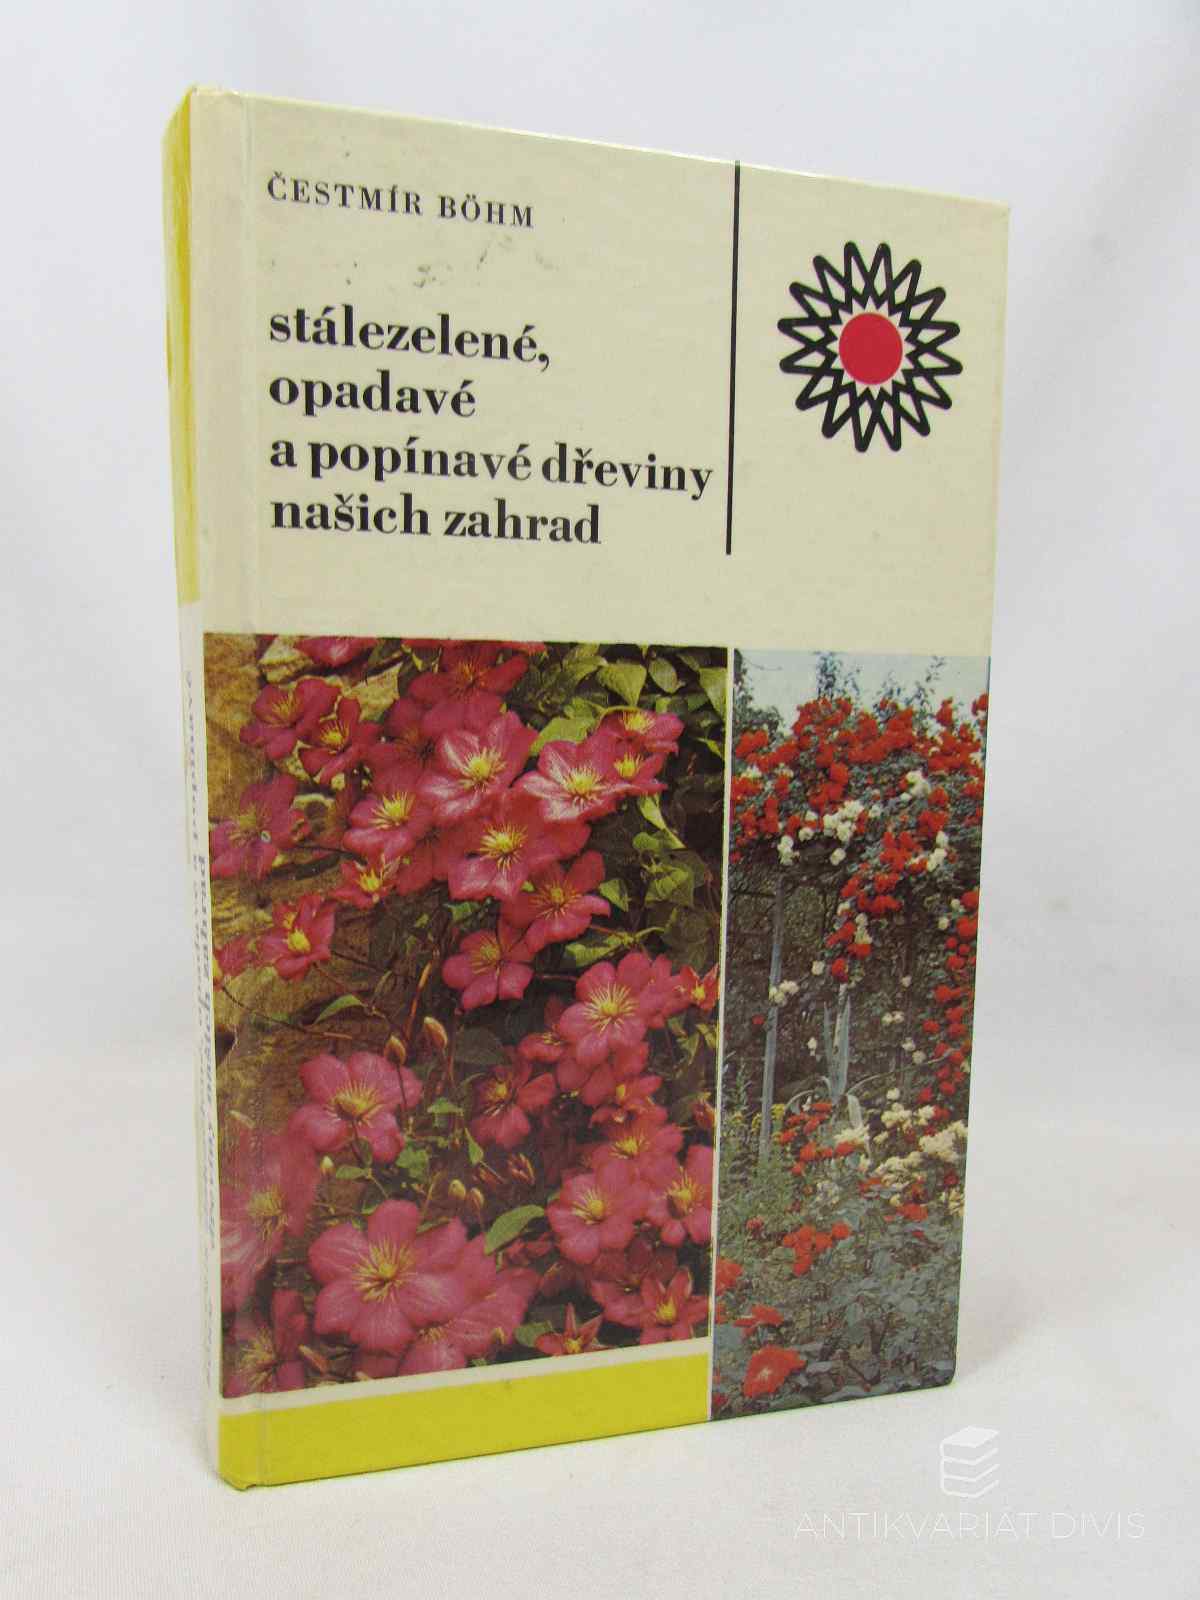 ČESTMÍR BÖHM
stálezelené,
opadavé
a popínavé dřeviny
našich zahrad
ANTIKVARIÁT DIVIS